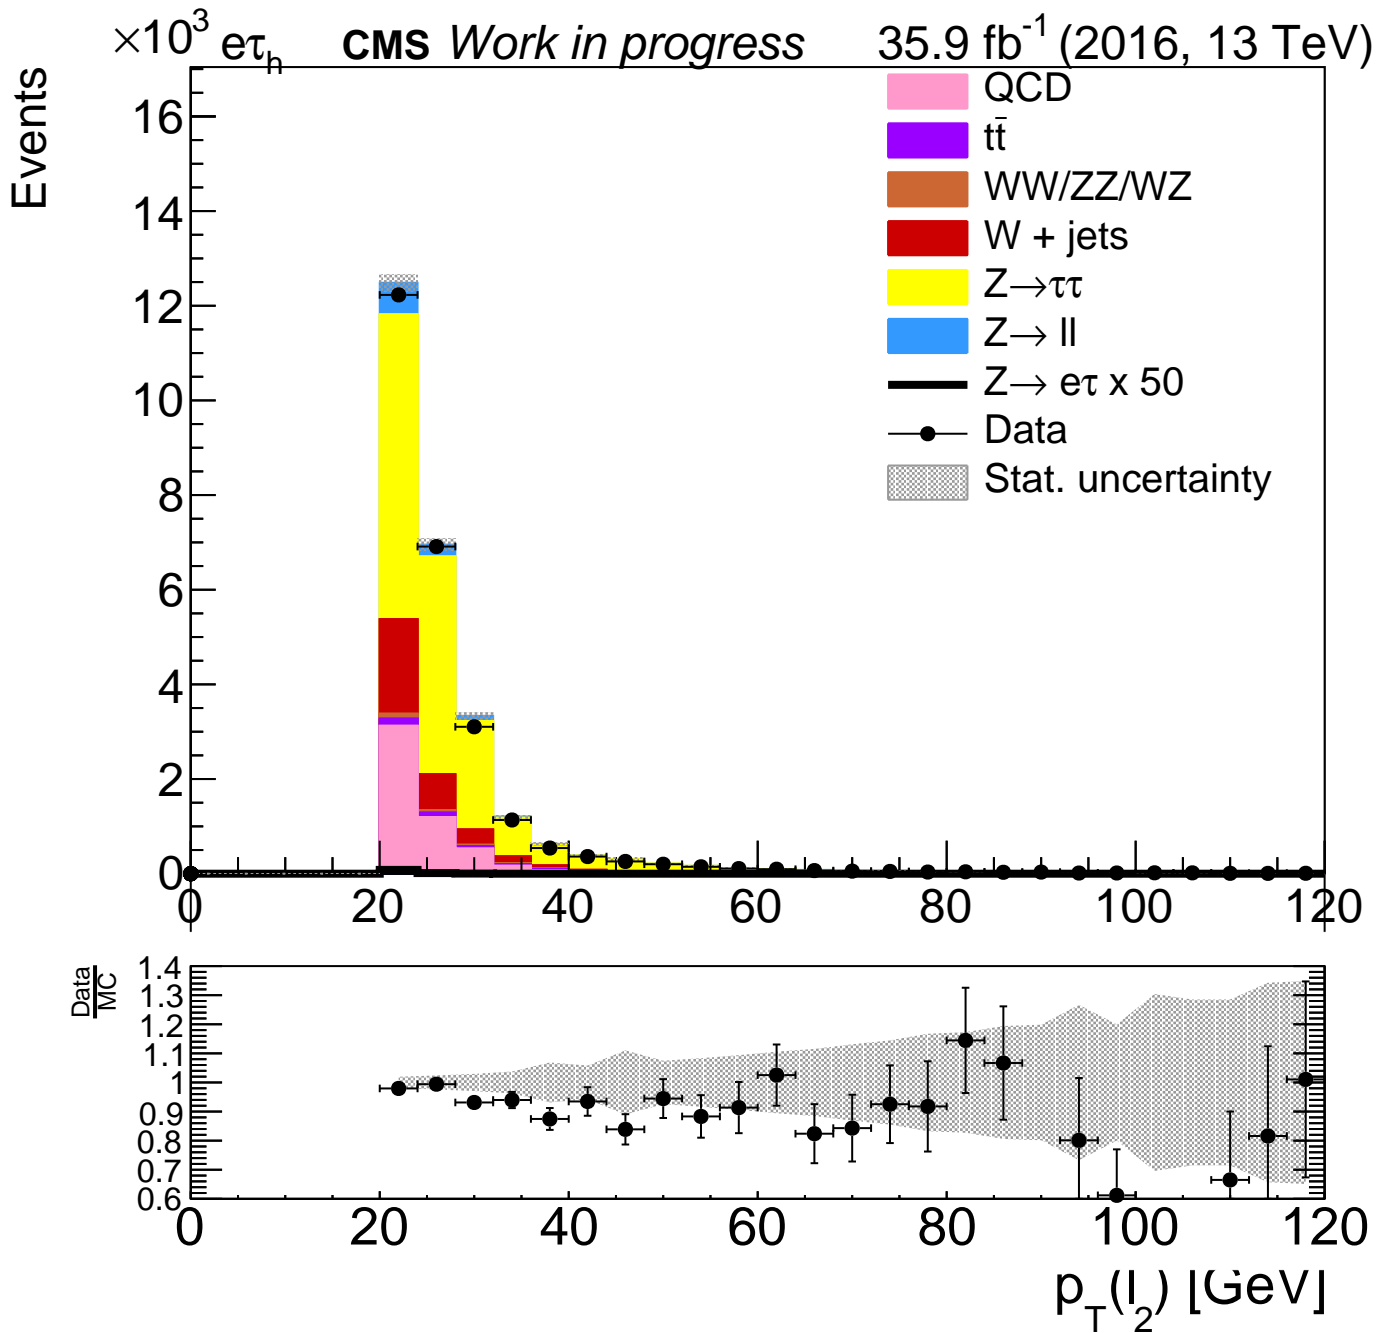 ×10³ eτₕ CMS Work in progress 35.9 fb⁻¹ (2016, 13 TeV)
Events
16
14
12
10
8
6
4
2
0
QCD
tt̄
WW/ZZ/WZ
W + jets
Z→ττ
Z→ ll
Z→ eτ x 50
Data
Stat. uncertainty
0 20 40 60 80 100 120
Data
MC
1.4
1.3
1.2
1.1
1
0.9
0.8
0.7
0.6
0 20 40 60 80 100 120
p_T(l₂) [GeV]